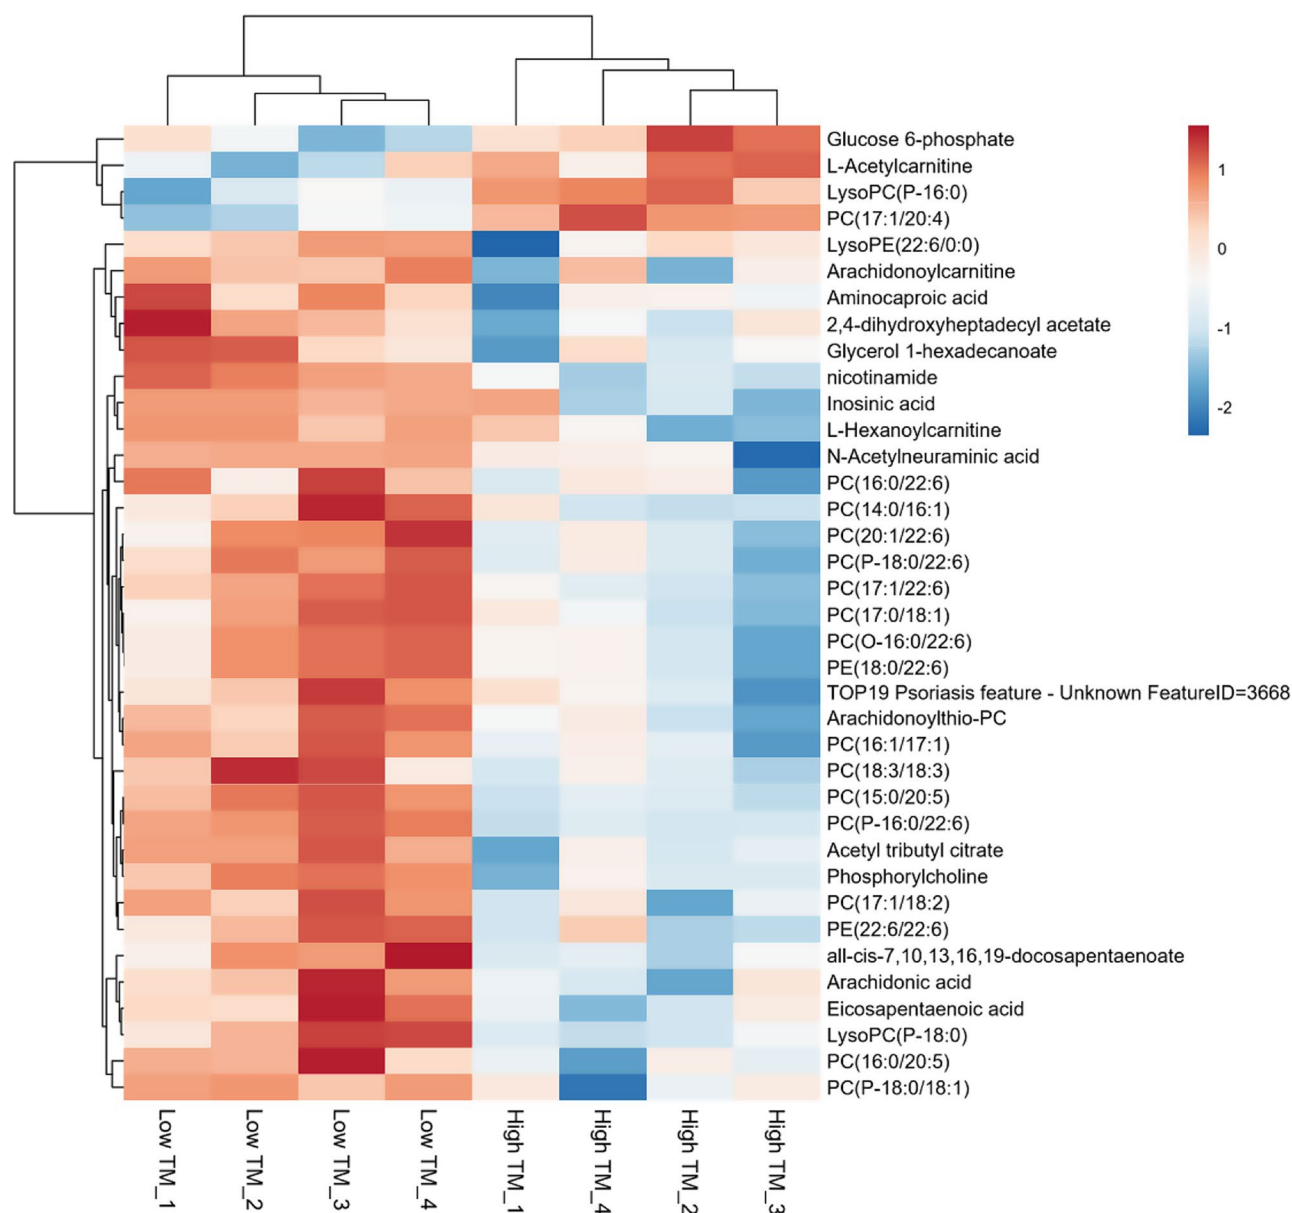 Glucose 6-phosphate
L-Acetylcarnitine
LysoPC(P-16:0)
PC(17:1/20:4)
LysoPE(22:6/0:0)
Arachidonoylcarnitine
Aminocaproic acid
2,4-dihydroxyheptadecyl acetate
Glycerol 1-hexadecanoate
nicotinamide
Inosinic acid
L-Hexanoylcarnitine
N-Acetylneuraminic acid
PC(16:0/22:6)
PC(14:0/16:1)
PC(20:1/22:6)
PC(P-18:0/22:6)
PC(17:1/22:6)
PC(17:0/18:1)
PC(O-16:0/22:6)
PE(18:0/22:6)
TOP19 Psoriasis feature - Unknown FeatureID=3668
Arachidonoylthio-PC
PC(16:1/17:1)
PC(18:3/18:3)
PC(15:0/20:5)
PC(P-16:0/22:6)
Acetyl tributyl citrate
Phosphorylcholine
PC(17:1/18:2)
PE(22:6/22:6)
all-cis-7,10,13,16,19-docosapentaenoate
Arachidonic acid
Eicosapentaenoic acid
LysoPC(P-18:0)
PC(16:0/20:5)
PC(P-18:0/18:1)
1
0
-1
-2
Low TM_1
Low TM_2
Low TM_3
Low TM_4
High TM_1
High TM_4
High TM_2
High TM_3